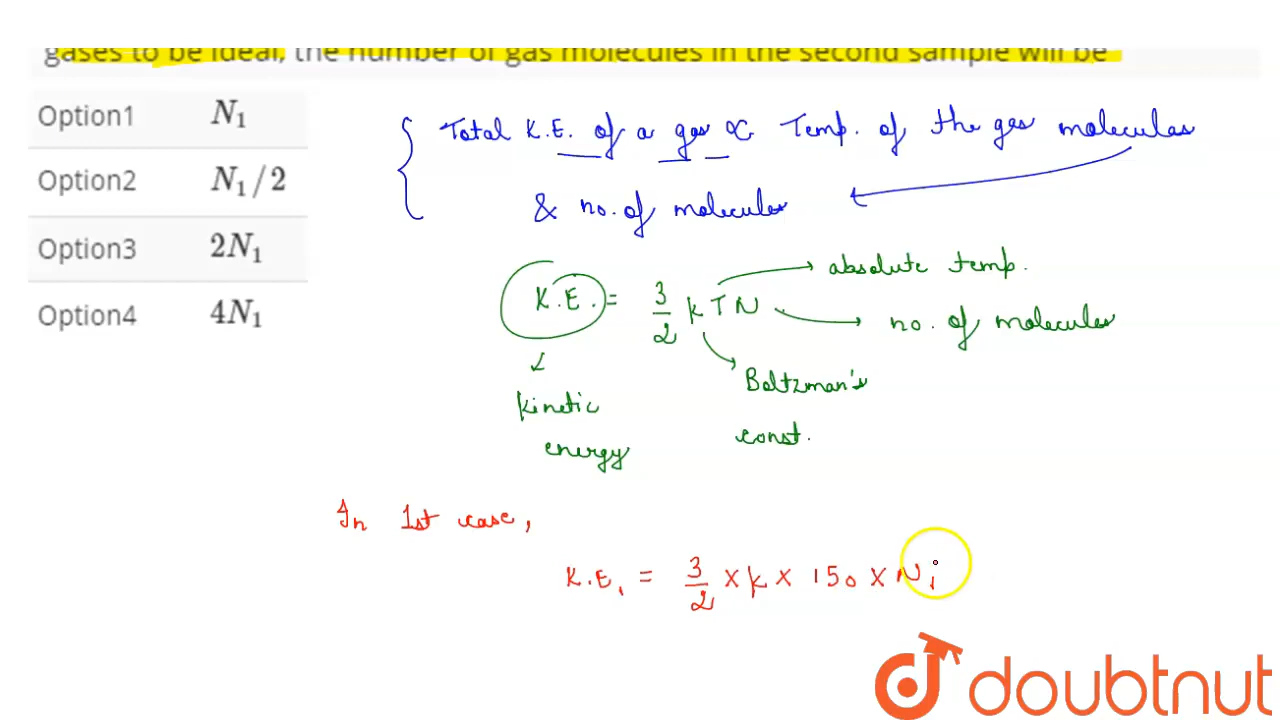 gases to be ideal, the number of gas molecules in the second sample will be
Option1 N₁
Option2 N₁/2
Option3 2N₁
Option4 4N₁
Total K.E. of a gas ∝ Temp. of the gas molecules
& no. of molecules
K.E. = 3/2 k T N
absolute temp.
no. of molecules
Boltzman's
const.
kinetic
energy
In 1st case,
K.E₁ = 3/2 × k × 150 × N₁
doubtnut